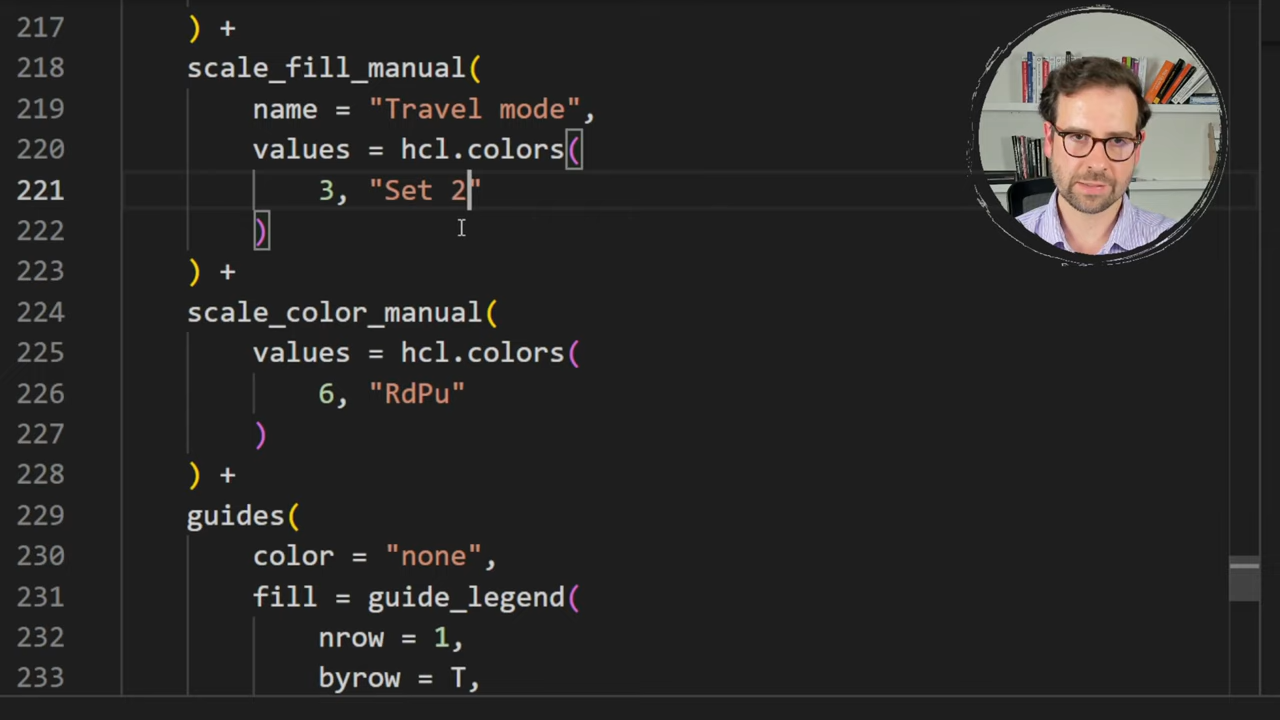 217 ) +
218 scale_fill_manual(
219 name = "Travel mode",
220 values = hcl.colors(
221 3, "Set 2"
222 )
223 ) +
224 scale_color_manual(
225 values = hcl.colors(
226 6, "RdPu"
227 )
228 ) +
229 guides(
230 color = "none",
231 fill = guide_legend(
232 nrow = 1,
233 byrow = T,